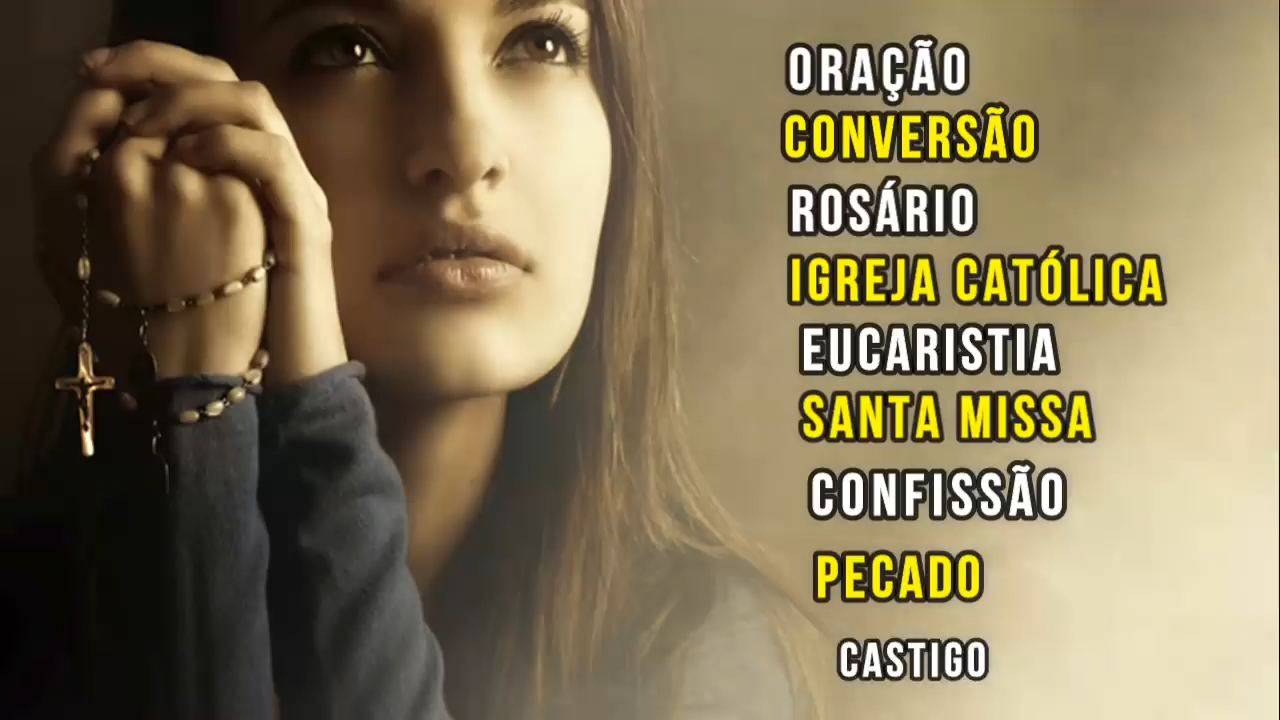 ORAÇÃO
CONVERSÃO
ROSÁRIO
IGREJA CATÓLICA
EUCARISTIA
SANTA MISSA
CONFISSÃO
PECADO
CASTIGO